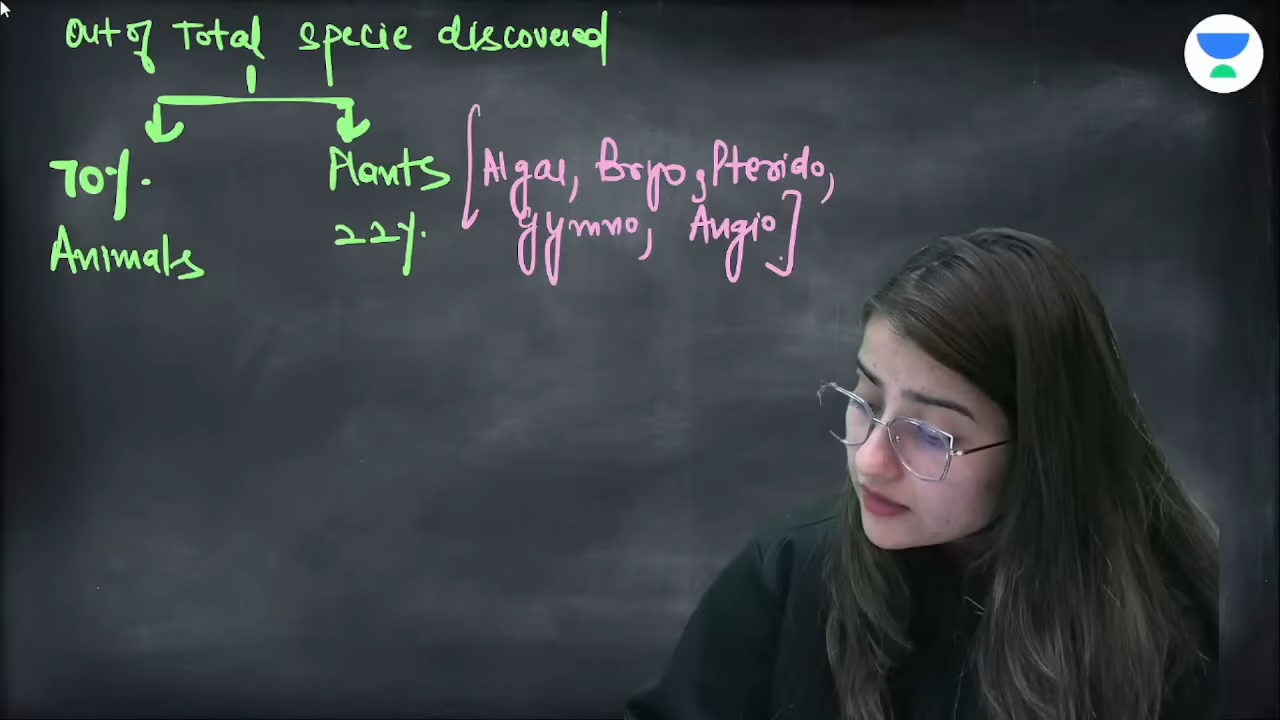 Out of Total specie discovered
70%. Plants [Algae, Bryo, Pterido,
Animals 22%. Gymno, Angio]